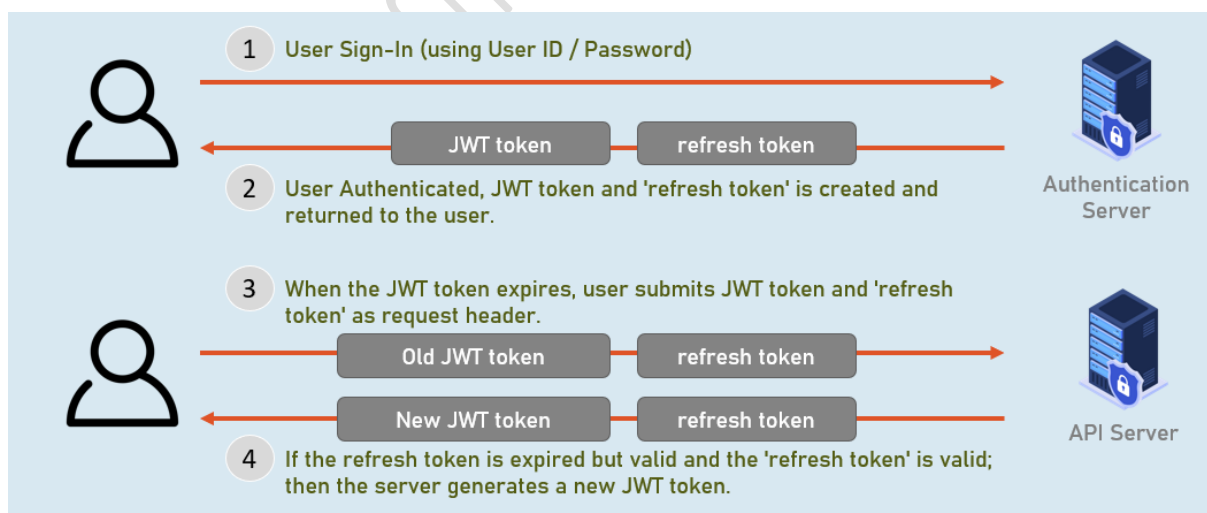 1
User Sign-In (using User ID / Password)
JWT token
refresh token
2
User Authenticated, JWT token and 'refresh token' is created and
returned to the user.
Authentication
Server
3
When the JWT token expires, user submits JWT token and 'refresh
token' as request header.
Old JWT token
refresh token
New JWT token
refresh token
API Server
4
If the refresh token is expired but valid and the 'refresh token' is valid;
then the server generates a new JWT token.